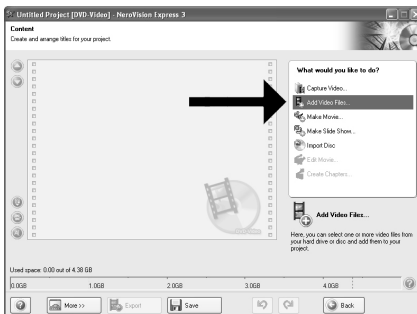 Untitled Project [DVD-Video] - NeroVision Express 3
Content
Create and arrange titles for your project.
What would you like to do?
Capture Video...
Add Video Files...
Make Movie...
Make Slide Show...
Import Disc
Edit Movie...
Create Chapters...
Add Video Files...
Here, you can select one or more video files from
your hard drive or disc and add them to your
project.
Used space: 0.00 out of 4.38 GB
0.0GB 1.0GB 2.0GB 3.0GB 4.0GB
More >> Export Save Back